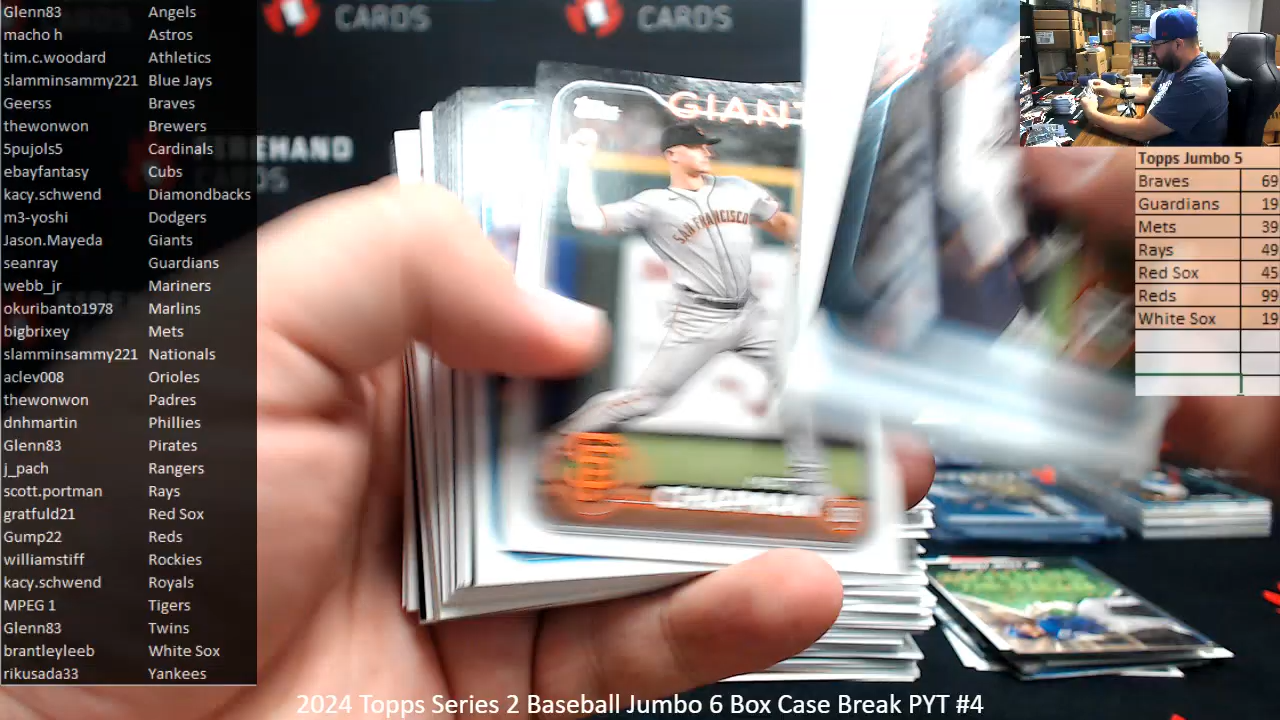 Glenn83 Angels
macho h Astros
tim.c.woodard Athletics
slamminsammy221 Blue Jays
Geerss Braves
thewonwon Brewers
5pujols5 Cardinals
ebayfantasy Cubs
kacy.schwend Diamondbacks
m3-yoshi Dodgers
Jason.Mayeda Giants
seanray Guardians
webb_jr Mariners
okuribanto1978 Marlins
bigbrixey Mets
slamminsammy221 Nationals
aclev008 Orioles
thewonwon Padres
dnhmartin Phillies
Glenn83 Pirates
j_pach Rangers
scott.portman Rays
gratfuld21 Red Sox
Gump22 Reds
williamstiff Rockies
kacy.schwend Royals
MPEG 1 Tigers
Glenn83 Twins
brantleyleeb White Sox
rikusada33 Yankees
CARDS
CARDS
Topps
GIANT
SAN FRANCISCO
SF
CHAPMAN
Topps Jumbo 5
Braves 69
Guardians 19
Mets 39
Rays 49
Red Sox 45
Reds 99
White Sox 19
2024 Topps Series 2 Baseball Jumbo 6 Box Case Break PYT #4